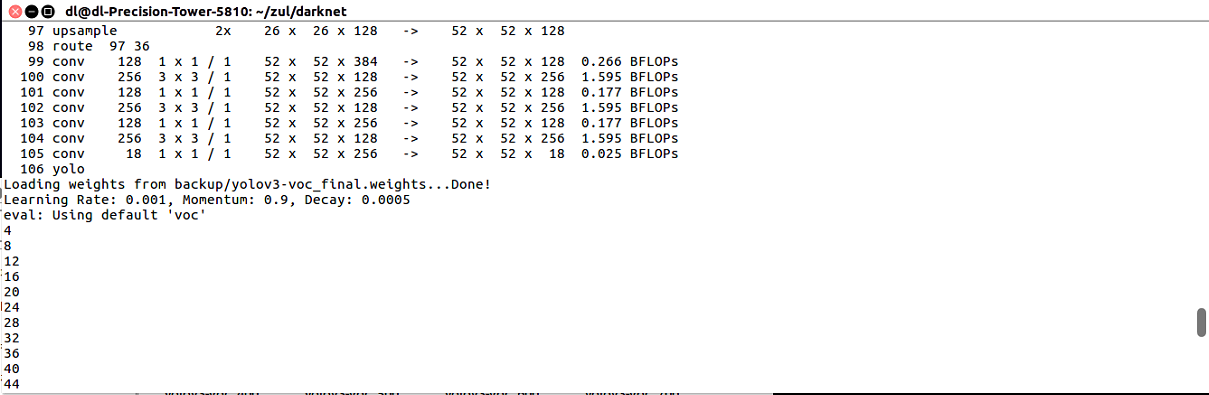 dl@dl-Precision-Tower-5810: ~/zul/darknet
97 upsample 2x 26 x 26 x 128 -> 52 x 52 x 128
98 route 97 36
99 conv 128 1 x 1 / 1 52 x 52 x 384 -> 52 x 52 x 128 0.266 BFLOPs
100 conv 256 3 x 3 / 1 52 x 52 x 128 -> 52 x 52 x 256 1.595 BFLOPs
101 conv 128 1 x 1 / 1 52 x 52 x 256 -> 52 x 52 x 128 0.177 BFLOPs
102 conv 256 3 x 3 / 1 52 x 52 x 128 -> 52 x 52 x 256 1.595 BFLOPs
103 conv 128 1 x 1 / 1 52 x 52 x 256 -> 52 x 52 x 128 0.177 BFLOPs
104 conv 256 3 x 3 / 1 52 x 52 x 128 -> 52 x 52 x 256 1.595 BFLOPs
105 conv 18 1 x 1 / 1 52 x 52 x 256 -> 52 x 52 x 18 0.025 BFLOPs
106 yolo
Loading weights from backup/yolov3-voc_final.weights...Done!
Learning Rate: 0.001, Momentum: 0.9, Decay: 0.0005
eval: Using default 'voc'
4
8
12
16
20
24
28
32
36
40
44